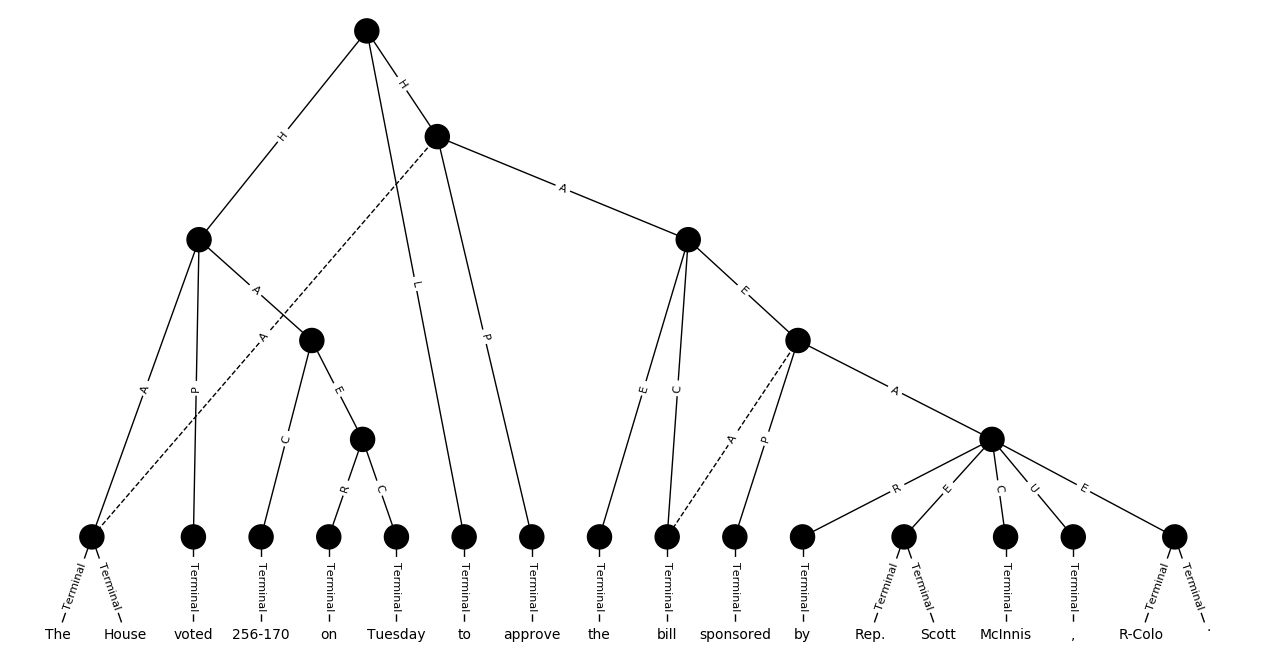 H
H
A
L
A
P
A
A
E
A
P
E
E
C
A
A
P
C
R
C
R
E
C
U
E
Terminal Terminal Terminal Terminal Terminal Terminal Terminal Terminal Terminal Terminal Terminal Terminal Terminal Terminal Terminal Terminal Terminal Terminal
The House voted 256-170 on Tuesday to approve the bill sponsored by Rep. Scott McInnis , R-Colo .